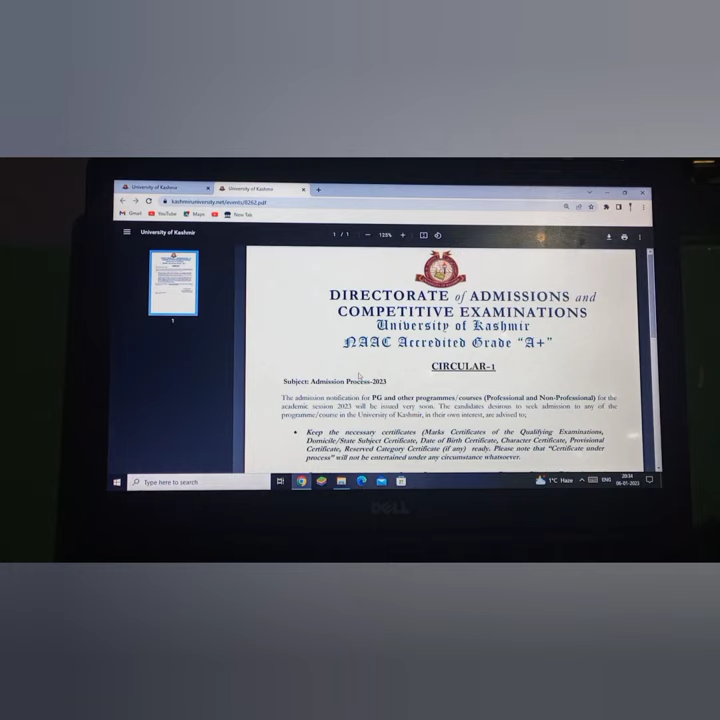 University of Kashmir
University of Kashmir
kashmiruniversity.net/events/6262.pdf
Gmail
YouTube
Maps
New Tab
University of Kashmir
1 / 1
125%
1
DIRECTORATE of ADMISSIONS and
COMPETITIVE EXAMINATIONS
University of Kashmir
NAAC Accredited Grade “A+”
CIRCULAR-1
Subject: Admission Process-2023
The admission notification for PG and other programmes/courses (Professional and Non-Professional) for the
academic session 2023 will be issued very soon. The candidates desirous to seek admission to any of the
programme/course in the University of Kashmir, in their own interest, are advised to;
• Keep the necessary certificates (Marks Certificates of the Qualifying Examinations,
Domicile/State Subject Certificate, Date of Birth Certificate, Character Certificate, Provisional
Certificate, Reserved Category Certificate (if any) ready. Please note that “Certificate under
process” will not be entertained under any circumstance whatsoever.
Type here to search
1°C Haze
ENG
20:34
06-01-2023
DELL